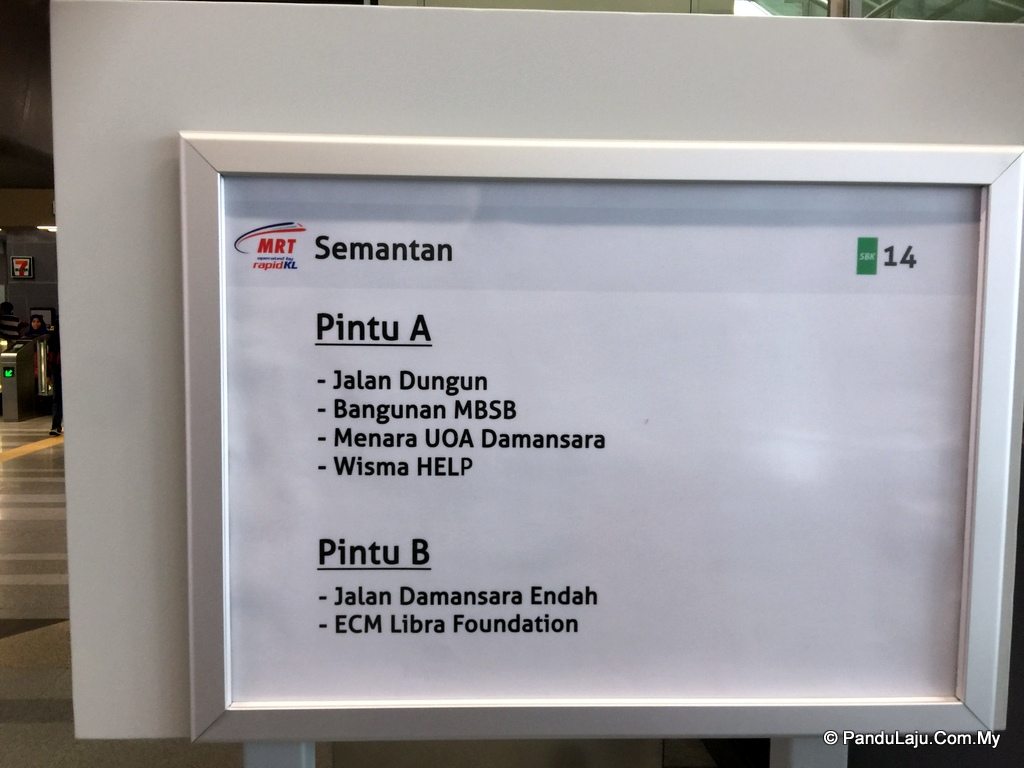 MRT
operated by
rapidKL
Semantan
SBK 14
Pintu A
- Jalan Dungun
- Bangunan MBSB
- Menara UOA Damansara
- Wisma HELP
Pintu B
- Jalan Damansara Endah
- ECM Libra Foundation
7
© PanduLaju.Com.My